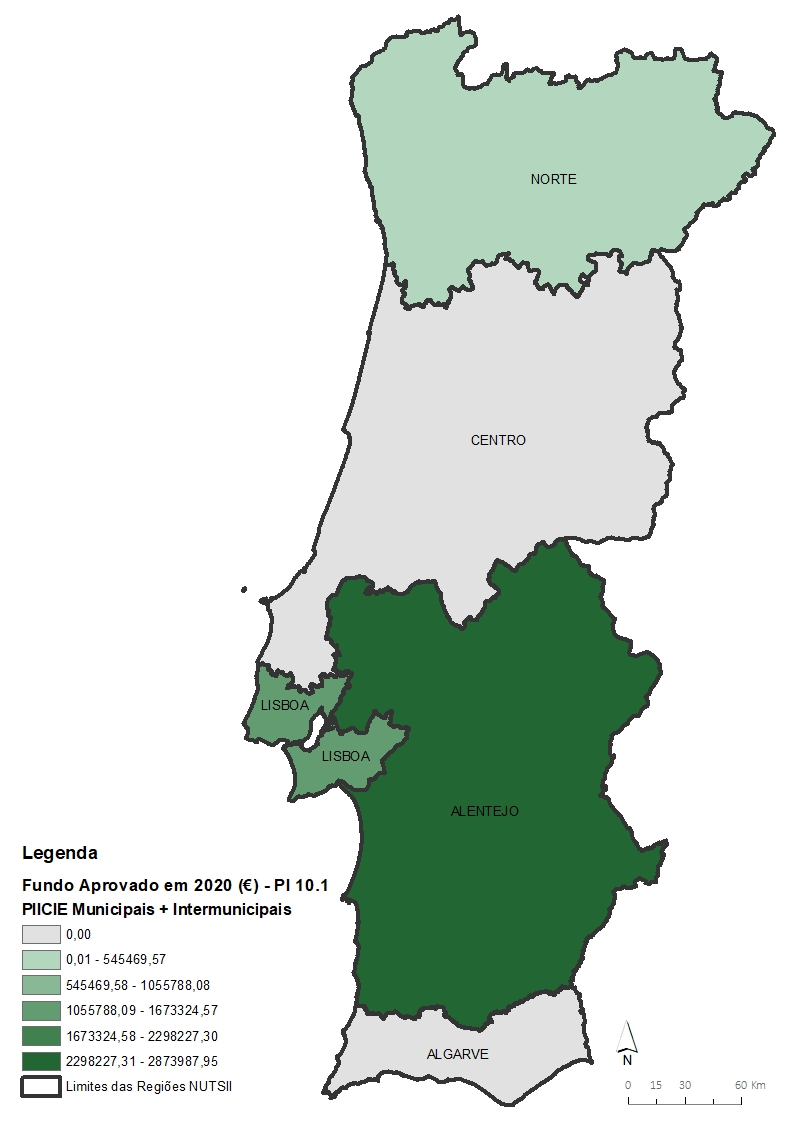 NORTE
CENTRO
LISBOA
LISBOA
ALENTEJO
ALGARVE
Legenda
Fundo Aprovado em 2020 (€) - PI 10.1
PIICIE Municipais + Intermunicipais
0,00
0,01 - 545469,57
545469,58 - 1055788,08
1055788,09 - 1673324,57
1673324,58 - 2298227,30
2298227,31 - 2873987,95
Limites das Regiões NUTSII
N
0 15 30 60 Km